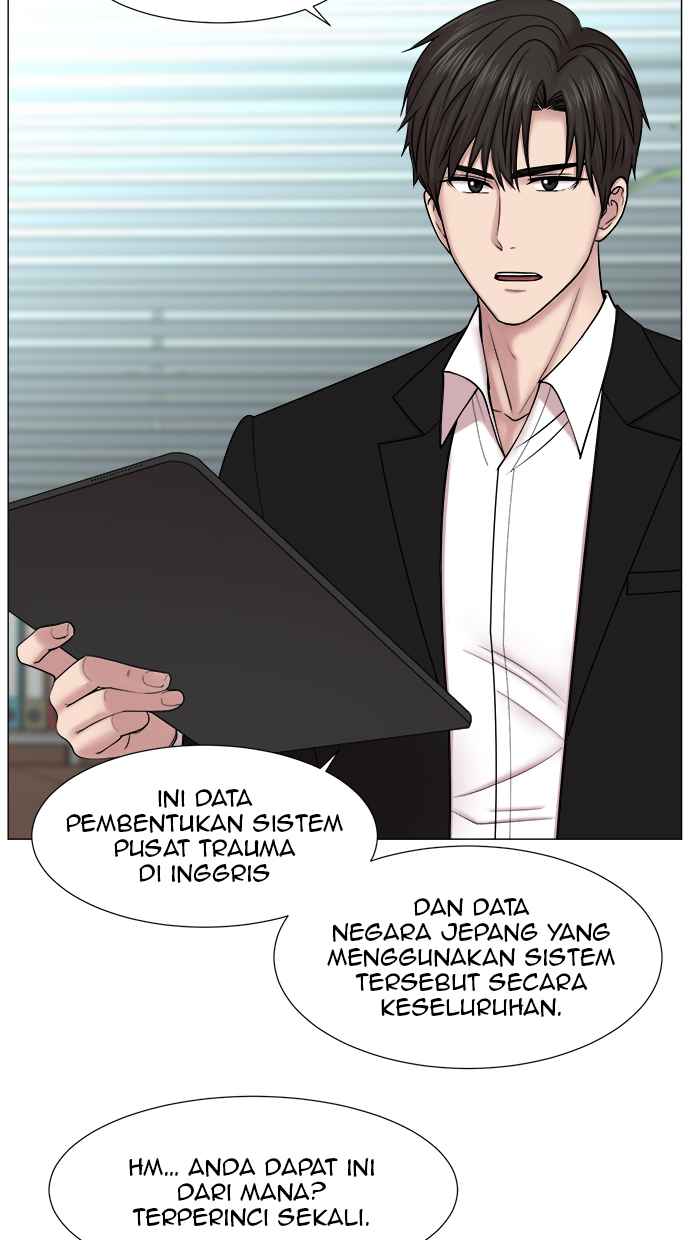 INI DATA
PEMBENTUKAN SISTEM
PUSAT TRAUMA
DI INGGRIS
DAN DATA
NEGARA JEPANG YANG
MENGGUNAKAN SISTEM
TERSEBUT SECARA
KESELURUHAN.
HM... ANDA DAPAT INI
DARI MANA?
TERPERINCI SEKALI.